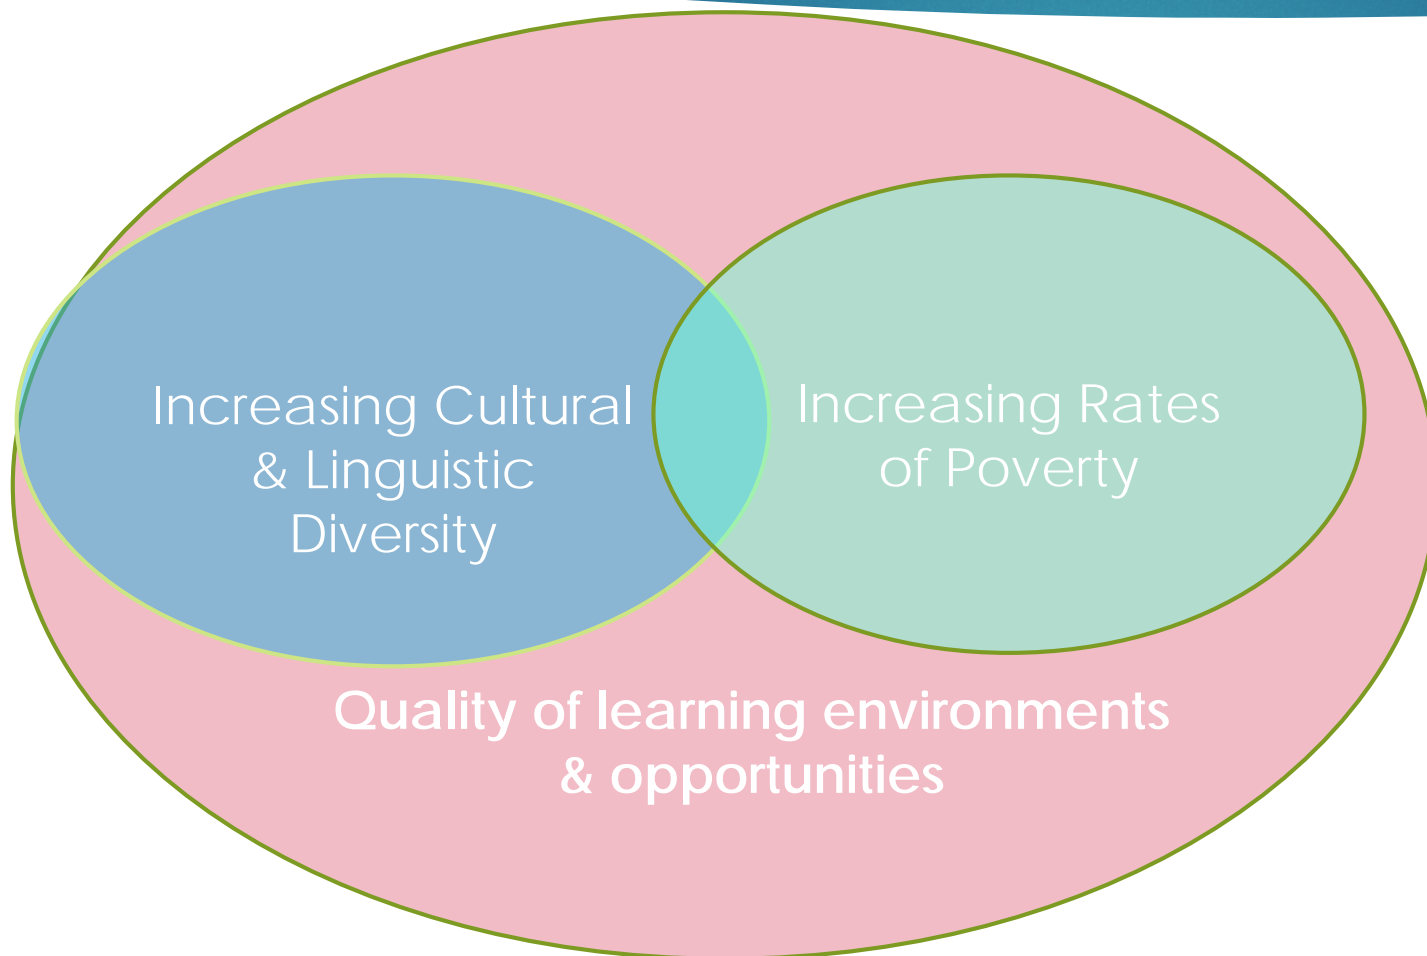 Increasing Cultural
& Linguistic
Diversity
Increasing Rates
of Poverty
Quality of learning environments
& opportunities